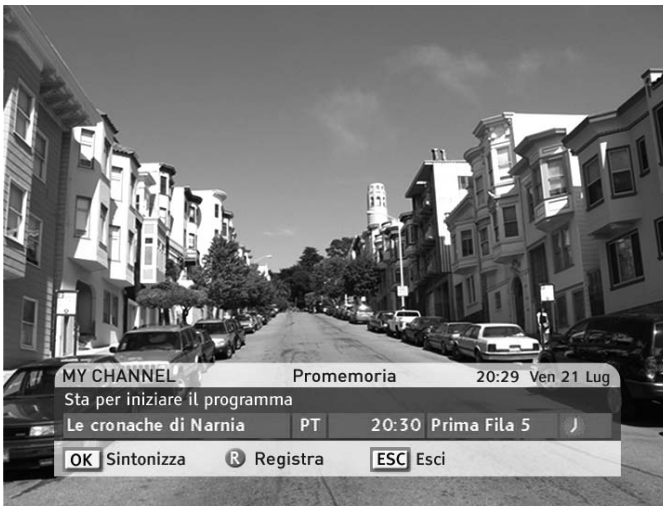 MY CHANNEL Promemoria 20:29 Ven 21 Lug
Sta per iniziare il programma
Le cronache di Narnia PT 20:30 Prima Fila 5
OK Sintonizza R Registra ESC Esci